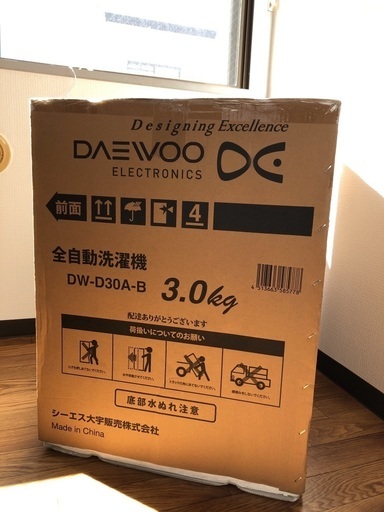 Designing Excellence
DAEWOO
ELECTRONICS
前面
4
全自動洗濯機
DW-D30A-B
3.0kg
配達ありがとうございます
荷扱いについてのお願い
底部水ぬれ注意
シーエス大宇販売株式会社
Made in China